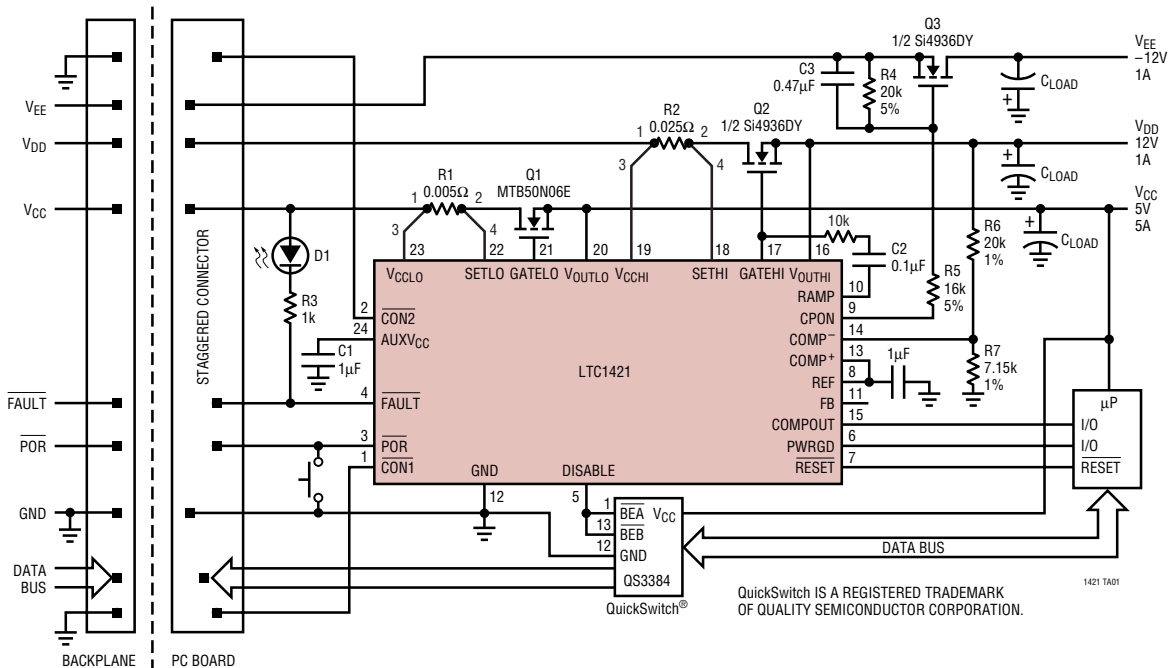 Q3
1/2 Si4936DY
VEE
–12V
1A
C3
0.47µF
R4
20k
5%
CLOAD
+
VEE
R2
0.025Ω
Q2
1/2 Si4936DY
VDD
12V
1A
VDD
1
2
CLOAD
+
3
4
R1
0.005Ω
Q1
MTB50N06E
VCC
5V
5A
VCC
1
2
3
4
10k
+
CLOAD
R6
20k
1%
23
22
21
20
19
18
17
16
C2
0.1µF
D1
VCCLO
SETLO
GATELO
VOUTLO
VCCHI
SETHI
GATEHI
VOUTHI
RAMP
10
R5
16k
5%
STAGGERED CONNECTOR
R3
1k
2
CON2
CPON
9
24
AUXVCC
COMP–
14
C1
1µF
COMP+
13
1µF
R7
7.15k
1%
LTC1421
REF
8
FAULT
4
FAULT
FB
11
µP
COMPOUT
15
I/O
POR
3
POR
PWRGD
6
I/O
1
CON1
GND
DISABLE
RESET
7
RESET
12
5
GND
1
BEA
VCC
13
BEB
12
GND
DATA BUS
DATA
BUS
QS3384
QuickSwitch®
QuickSwitch IS A REGISTERED TRADEMARK
OF QUALITY SEMICONDUCTOR CORPORATION.
1421 TA01
BACKPLANE
PC BOARD